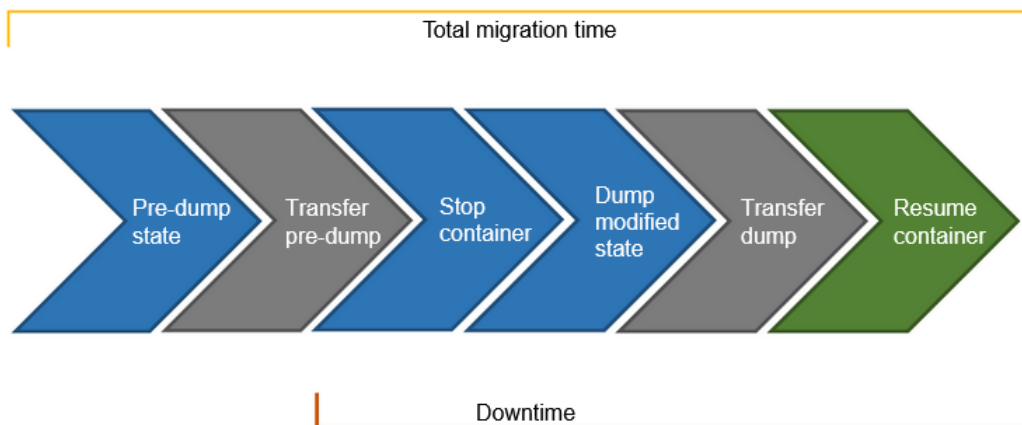 Total migration time
Pre-dump
state
Transfer
pre-dump
Stop
container
Dump
modified
state
Transfer
dump
Resume
container
Downtime